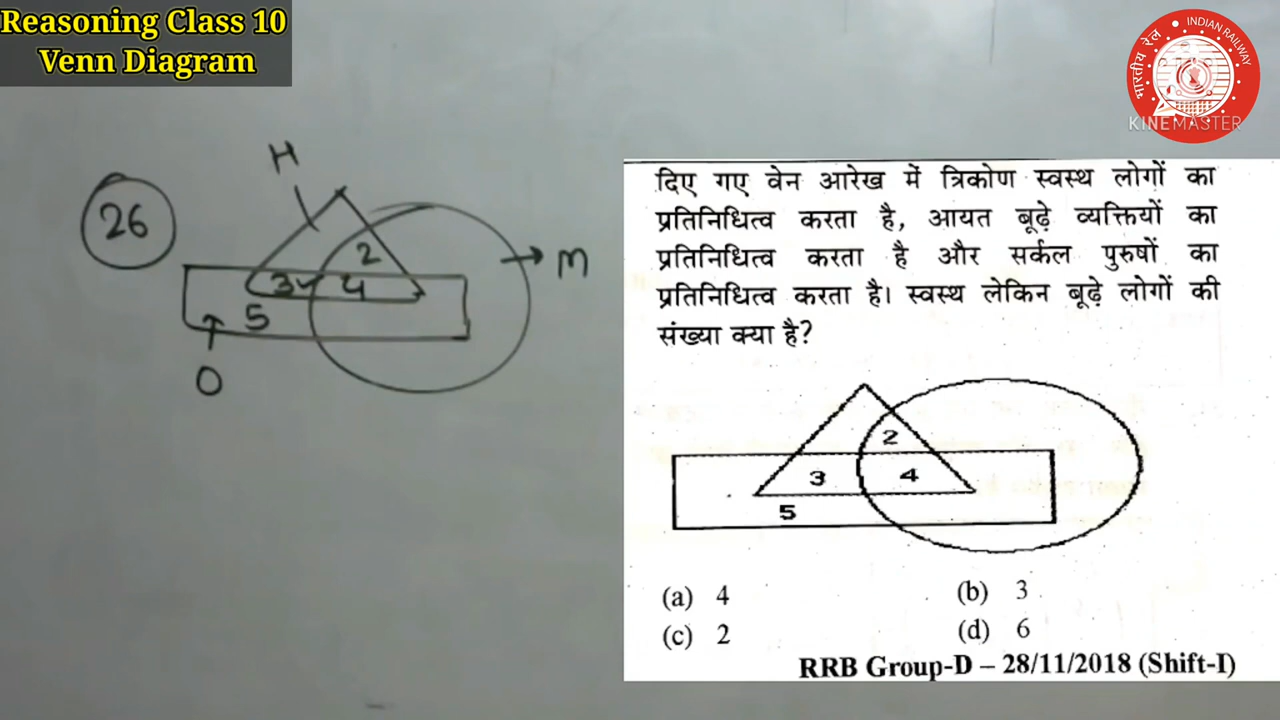 Reasoning Class 10
Venn Diagram
भारतीय रेल
INDIAN RAILWAY
KINEMASTER
26
H
2
3
4
5
M
O
दिए गए वेन आरेख में त्रिकोण स्वस्थ लोगों का
प्रतिनिधित्व करता है, आयत बूढ़े व्यक्तियों का
प्रतिनिधित्व करता है और सर्कल पुरुषों का
प्रतिनिधित्व करता है। स्वस्थ लेकिन बूढ़े लोगों की
संख्या क्या है?
2
3 4
5
(a) 4 (b) 3
(c) 2 (d) 6
RRB Group-D – 28/11/2018 (Shift-I)